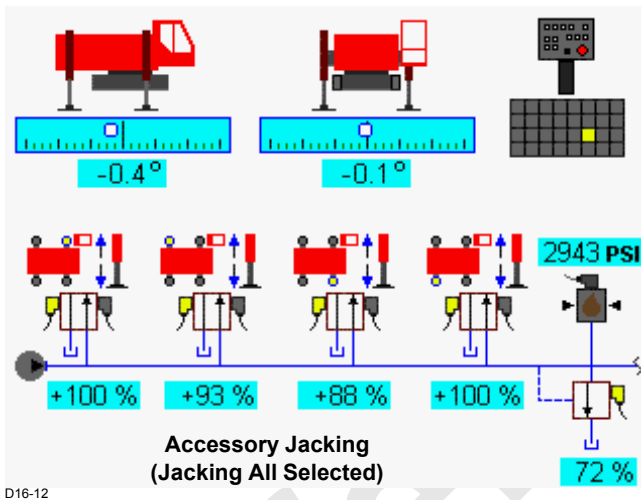 -0.4°
-0.1°
2943 PSI
+100 %
+93 %
+88 %
+100 %
Accessory Jacking
(Jacking All Selected)
72 %
D16-12